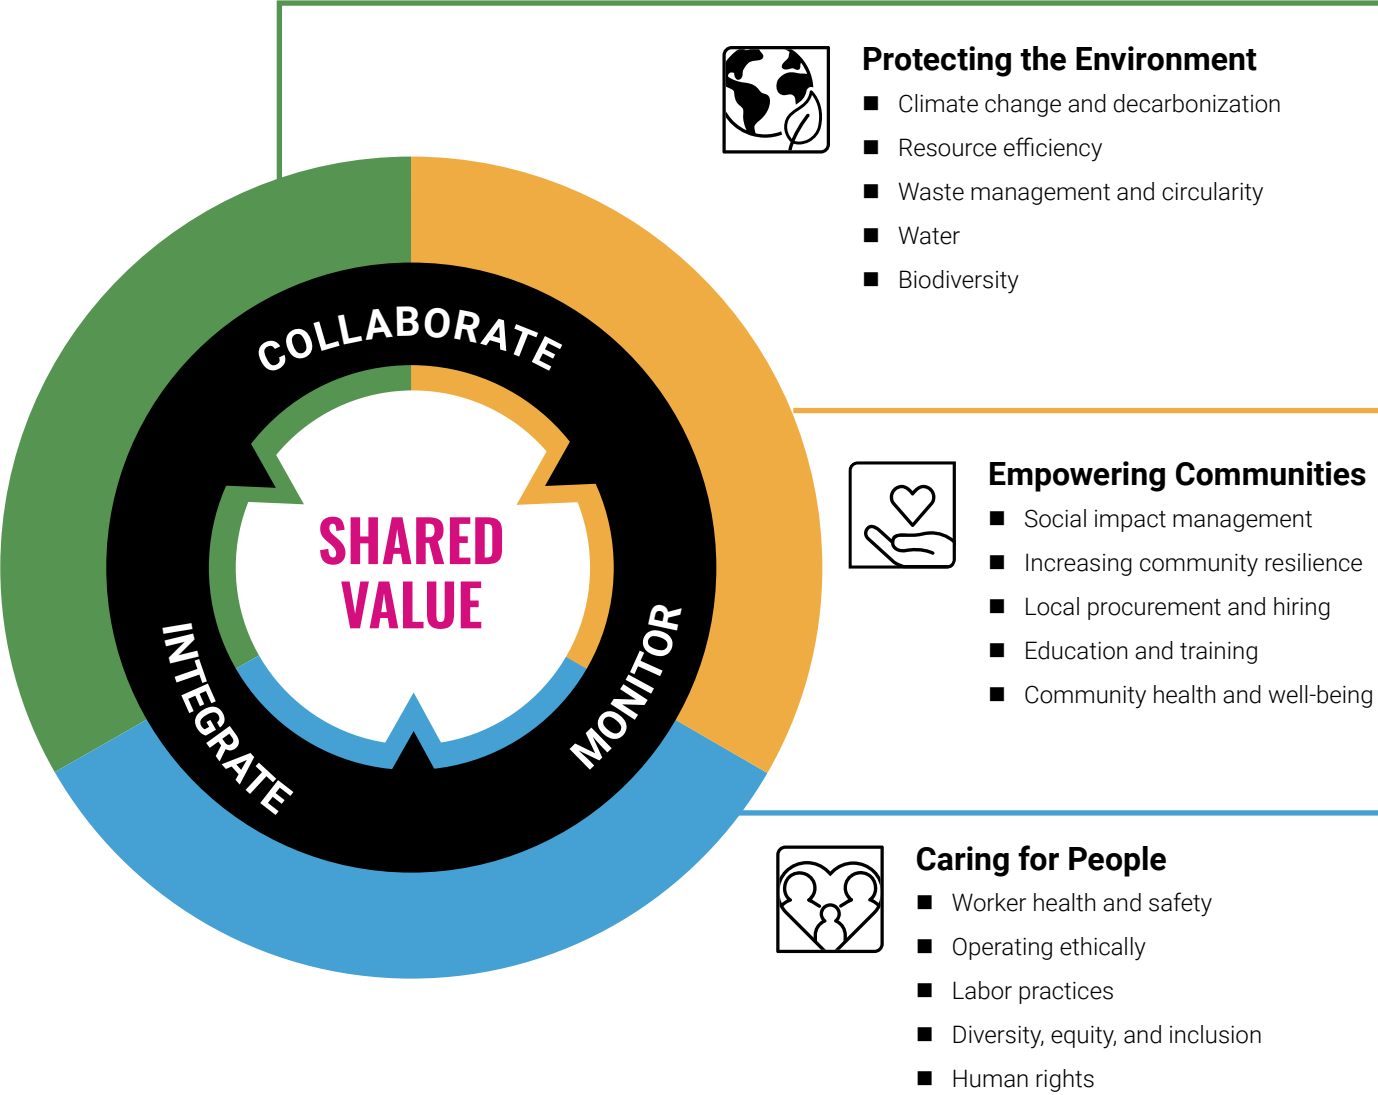 Protecting the Environment
■ Climate change and decarbonization
■ Resource efficiency
■ Waste management and circularity
■ Water
■ Biodiversity
COLLABORATE
MONITOR
INTEGRATE
SHARED
VALUE
Empowering Communities
■ Social impact management
■ Increasing community resilience
■ Local procurement and hiring
■ Education and training
■ Community health and well-being
Caring for People
■ Worker health and safety
■ Operating ethically
■ Labor practices
■ Diversity, equity, and inclusion
■ Human rights